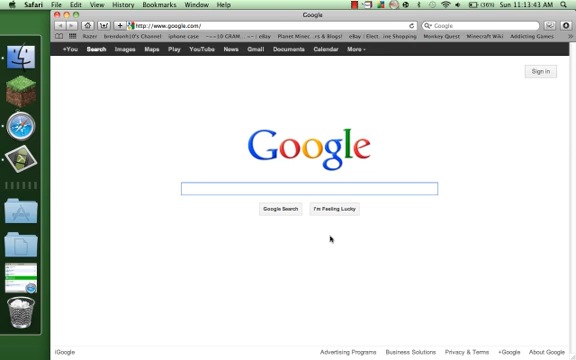 Safari File Edit View History Bookmarks Window Help (36%) Sun 11:13:43 AM
Google
http://www.google.com/ Google
Razer brendonhl0's Channel iphone case eBay Planet Minec...rs & Blogs! eBay | Elect...ine Shopping Monkey Quest Minecraft Wiki Addicting Games
+You Search Images Maps Play YouTube News Gmail Documents Calendar More
Sign in
Google
Google Search I'm Feeling Lucky
iGoogle Advertising Programs Business Solutions Privacy & Terms +Google About Google